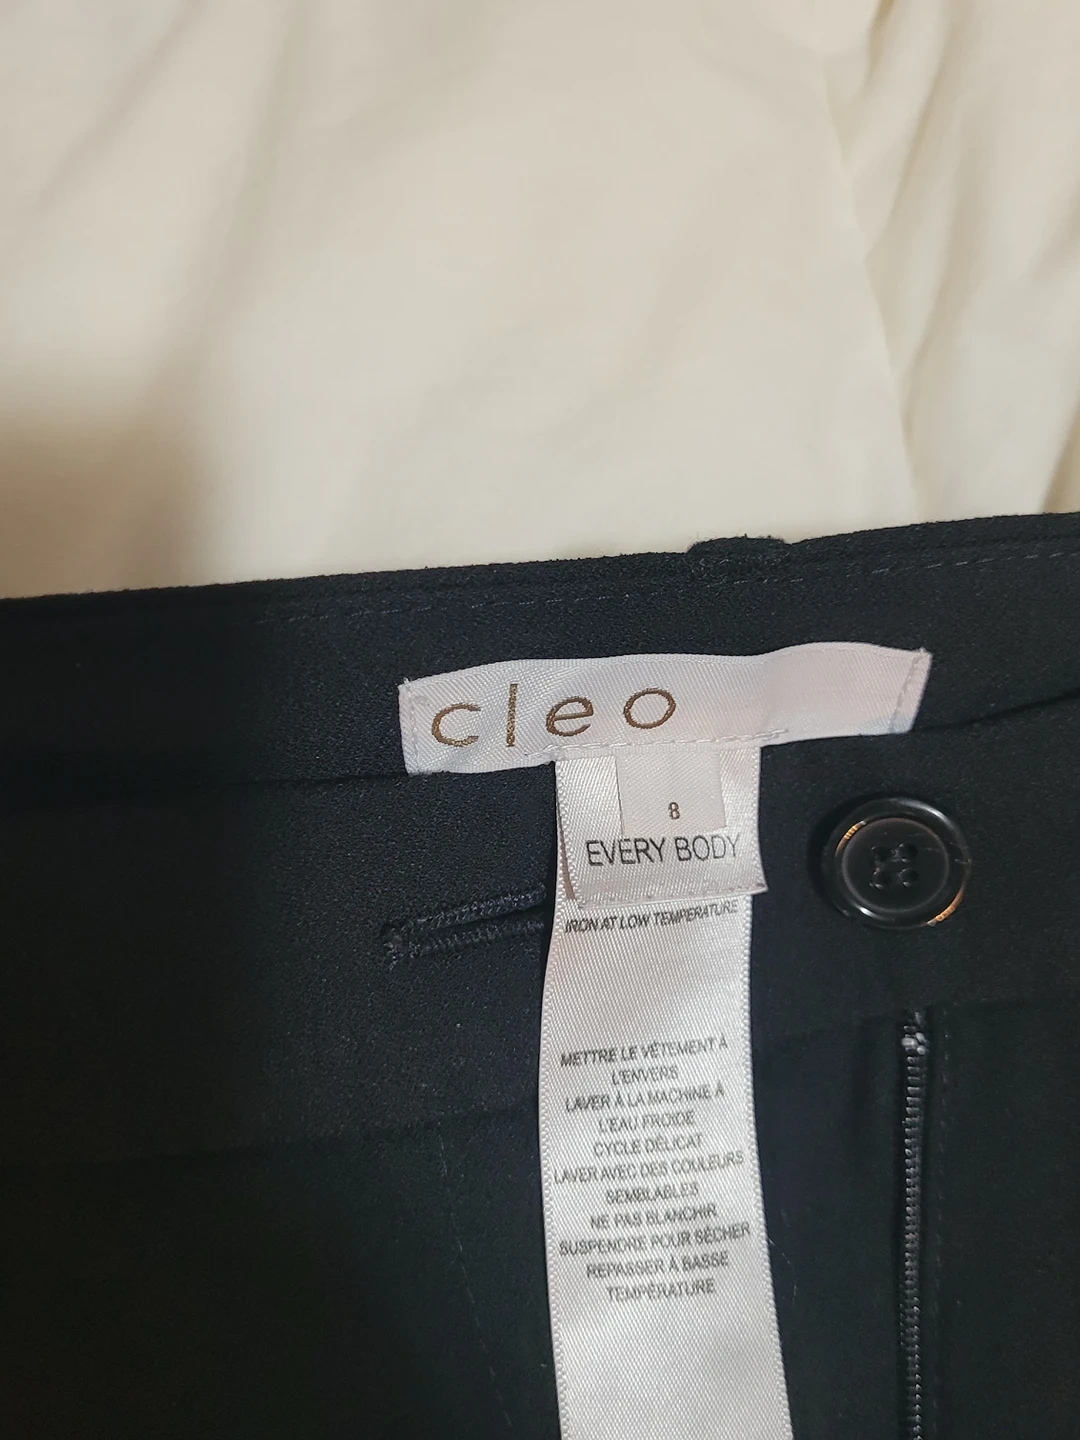 cleo
8
EVERY BODY
IRON AT LOW TEMPERATURE
METTRE LE VÊTEMENT À
L'ENVERS
LAVER À LA MACHINE À
L'EAU FROIDE
CYCLE DÉLICAT
LAVER AVEC DES COULEURS
SEMBLABLES
NE PAS BLANCHIR
SUSPENDRE POUR SÉCHER
REPASSER À BASSE
TEMPÉRATURE